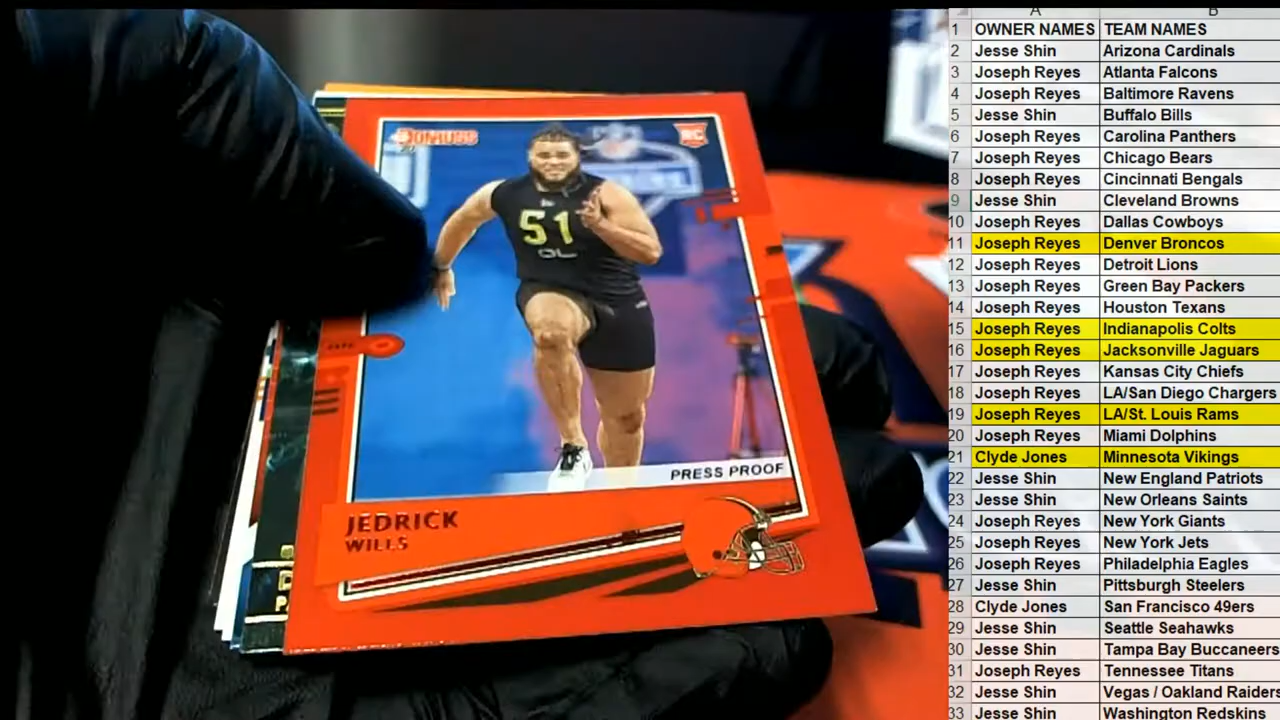 DONRUSS
RC
51
OL
PRESS PROOF
JEDRICK
WILLS
A B
1 OWNER NAMES TEAM NAMES
2 Jesse Shin Arizona Cardinals
3 Joseph Reyes Atlanta Falcons
4 Joseph Reyes Baltimore Ravens
5 Jesse Shin Buffalo Bills
6 Joseph Reyes Carolina Panthers
7 Joseph Reyes Chicago Bears
8 Joseph Reyes Cincinnati Bengals
9 Jesse Shin Cleveland Browns
10 Joseph Reyes Dallas Cowboys
11 Joseph Reyes Denver Broncos
12 Joseph Reyes Detroit Lions
13 Joseph Reyes Green Bay Packers
14 Joseph Reyes Houston Texans
15 Joseph Reyes Indianapolis Colts
16 Joseph Reyes Jacksonville Jaguars
17 Joseph Reyes Kansas City Chiefs
18 Joseph Reyes LA/San Diego Chargers
19 Joseph Reyes LA/St. Louis Rams
20 Joseph Reyes Miami Dolphins
21 Clyde Jones Minnesota Vikings
22 Jesse Shin New England Patriots
23 Jesse Shin New Orleans Saints
24 Joseph Reyes New York Giants
25 Joseph Reyes New York Jets
26 Joseph Reyes Philadelphia Eagles
27 Jesse Shin Pittsburgh Steelers
28 Clyde Jones San Francisco 49ers
29 Jesse Shin Seattle Seahawks
30 Jesse Shin Tampa Bay Buccaneers
31 Joseph Reyes Tennessee Titans
32 Jesse Shin Vegas / Oakland Raiders
33 Jesse Shin Washington Redskins